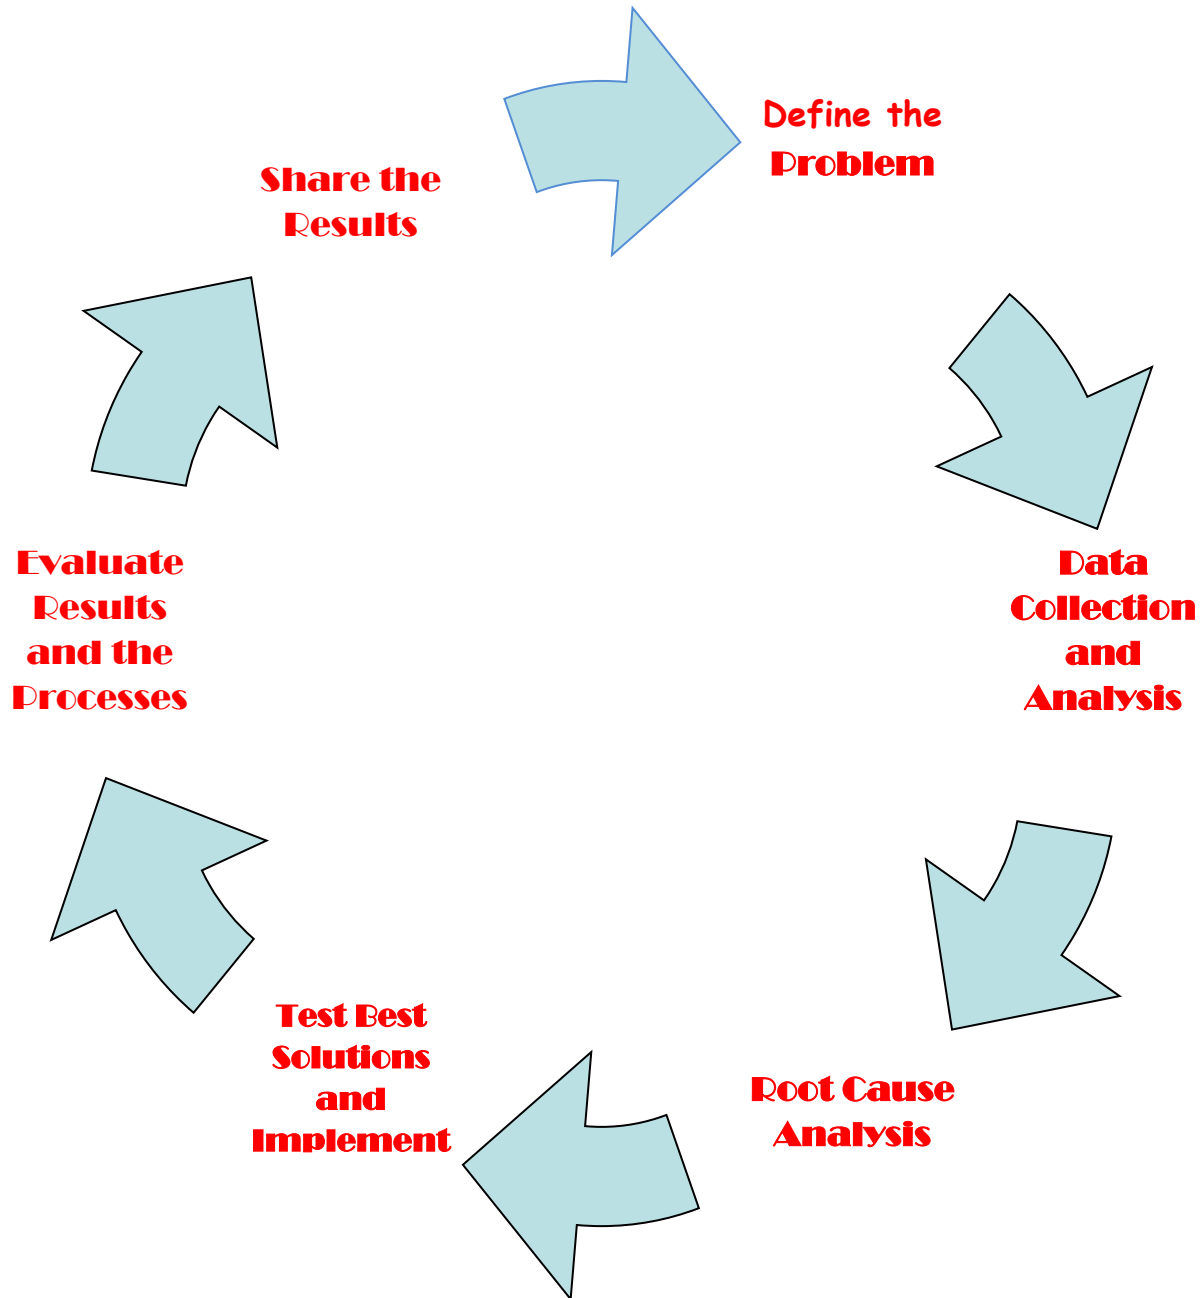 Define the
Problem
Data
Collection
and
Analysis
Root Cause
Analysis
Test Best
Solutions
and
Implement
Evaluate
Results
and the
Processes
Share the
Results